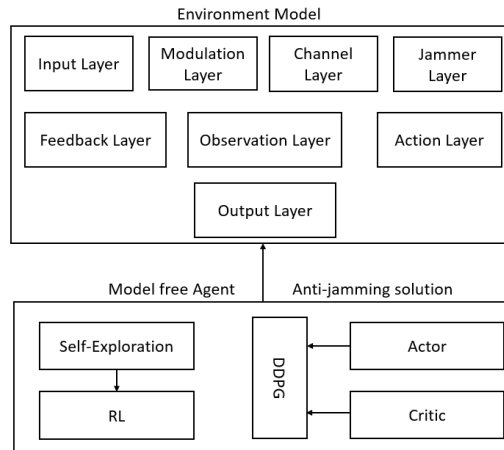 Environment Model
Input Layer
Modulation
Layer
Channel
Layer
Jammer
Layer
Feedback Layer
Observation Layer
Action Layer
Output Layer
Model free Agent
Anti-jamming solution
Self-Exploration
RL
DDPG
Actor
Critic